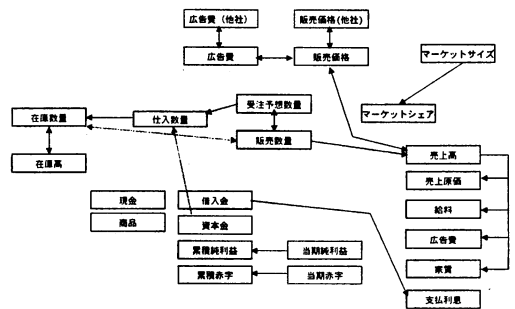 広告費（他社）
販売価格(他社)
広告費
販売価格
マーケットサイズ
受注予想数量
マーケットシェア
在庫数量
仕入数量
販売数量
在庫高
売上高
売上原価
現金
借入金
給料
商品
資本金
広告費
累積純利益
当期純利益
家賃
累積赤字
当期赤字
支払利息